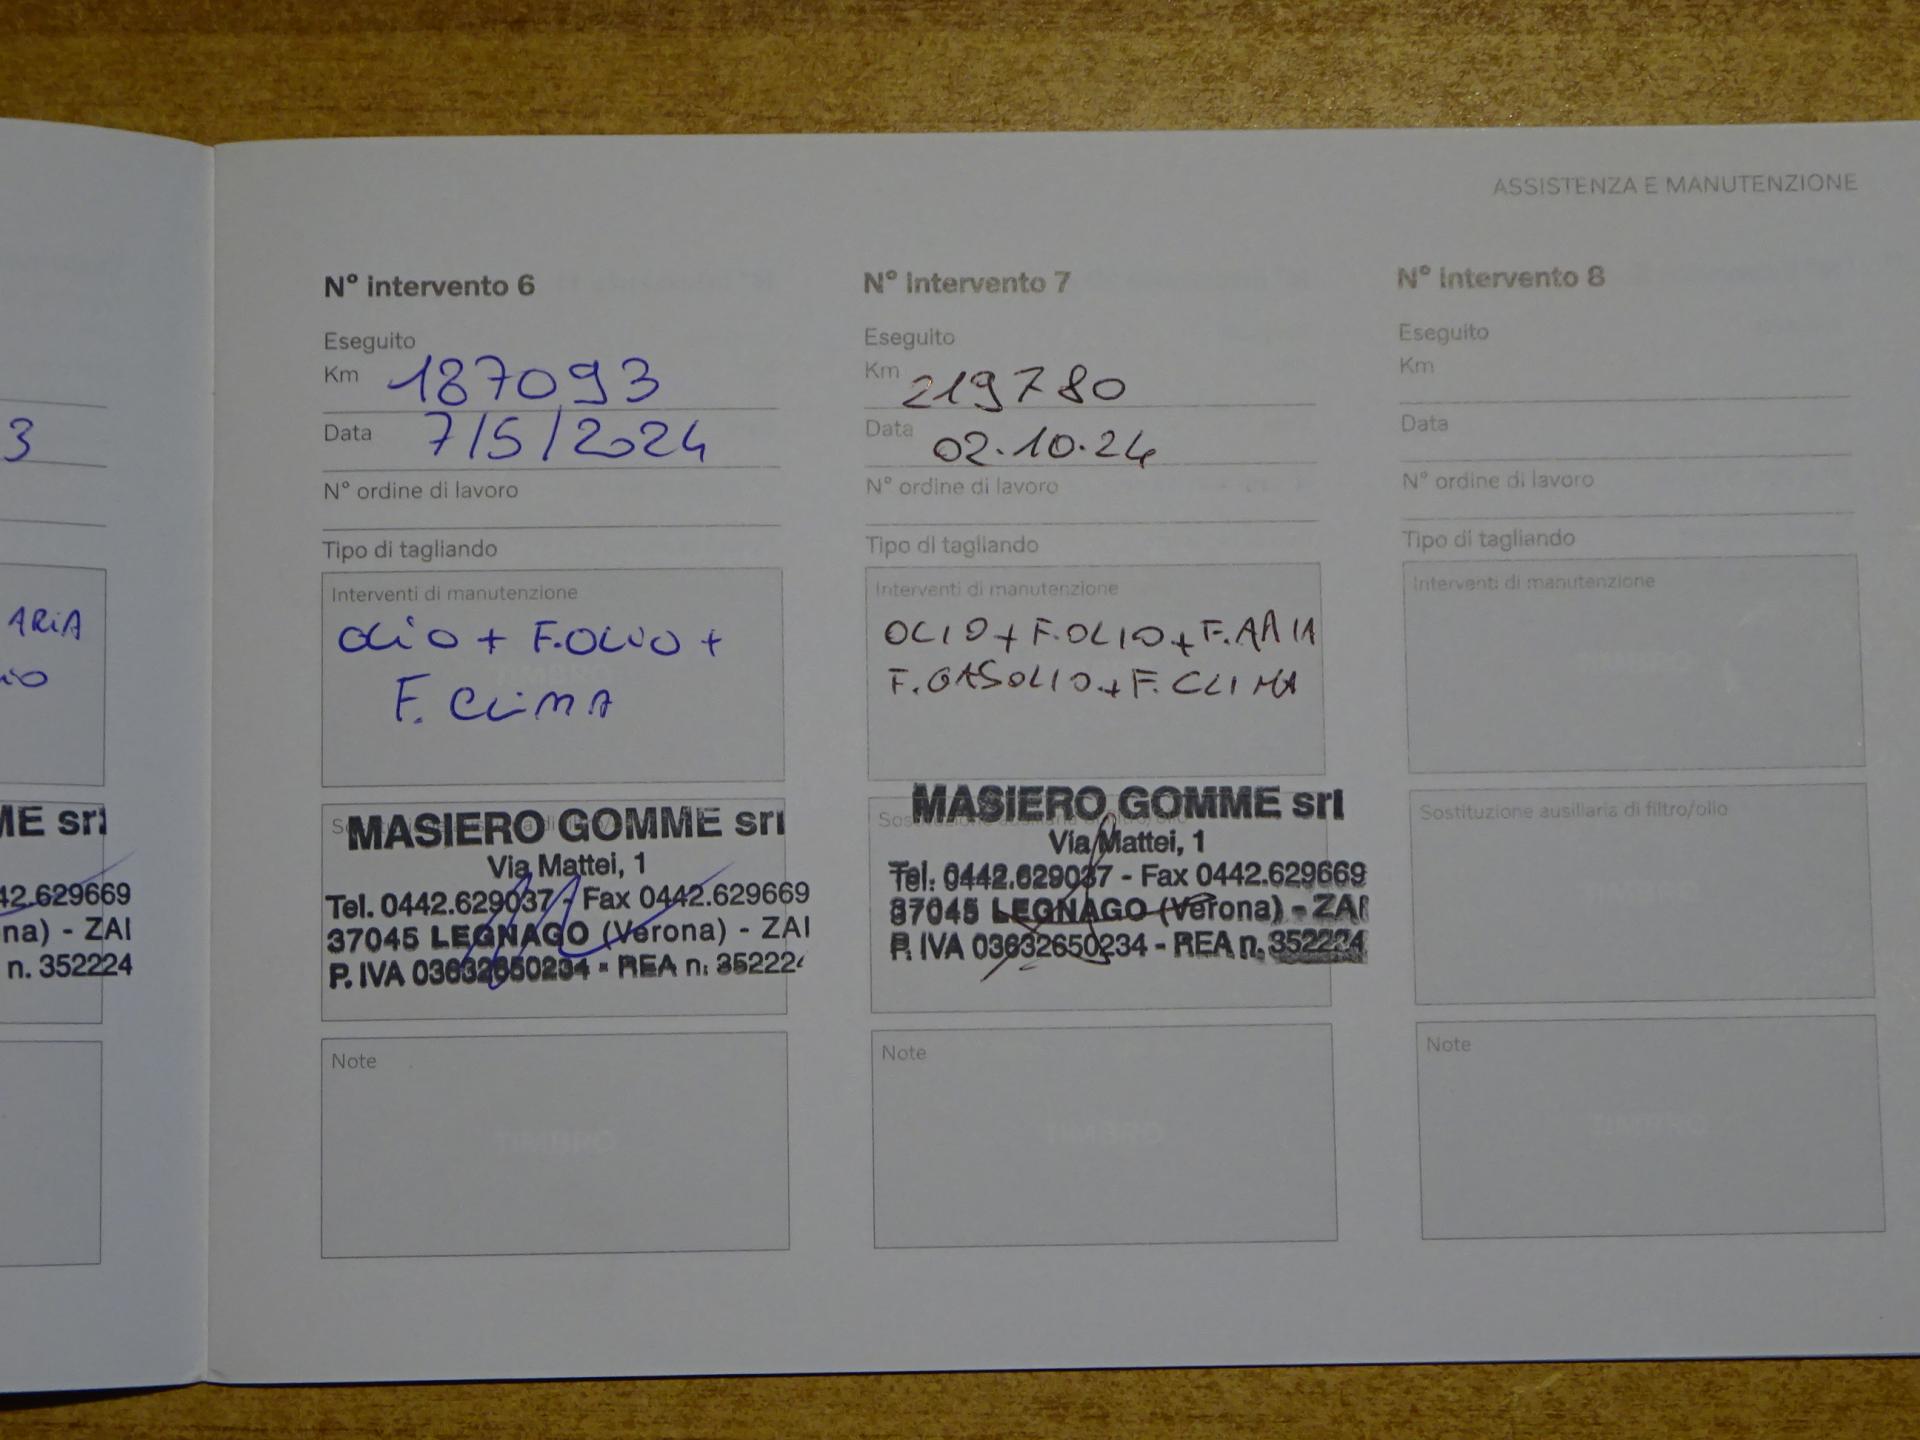 ASSISTENZA E MANUTENZIONE
3
ARiA
ME srl
42.629669
na) - ZAI
n. 352224
N° intervento 6
Eseguito
Km 187093
Data 7/5/2024
N° ordine di lavoro
Tipo di tagliando
Interventi di manutenzione
OLiO + F.OLIO +
F. CLiMA
MASIERO GOMME srl
Via Mattei, 1
Tel. 0442.629037 - Fax 0442.629669
37045 LEGNAGO (Verona) - ZAI
P. IVA 03632650234 - REA n. 352224
Note
N° intervento 7
Eseguito
Km 219780
Data 02.10.24
N° ordine di lavoro
Tipo di tagliando
Interventi di manutenzione
OLIO + F.OLIO + F.ARIA
F.GASOLIO + F. CLIMA
MASIERO GOMME srl
Via Mattei, 1
Tel. 0442.629037 - Fax 0442.629669
37045 LEGNAGO (Verona) - ZAI
P. IVA 03632650234 - REA n. 352224
Note
N° intervento 8
Eseguito
Km
Data
N° ordine di lavoro
Tipo di tagliando
Interventi di manutenzione
Sostituzione ausiliaria di filtro/olio
Note